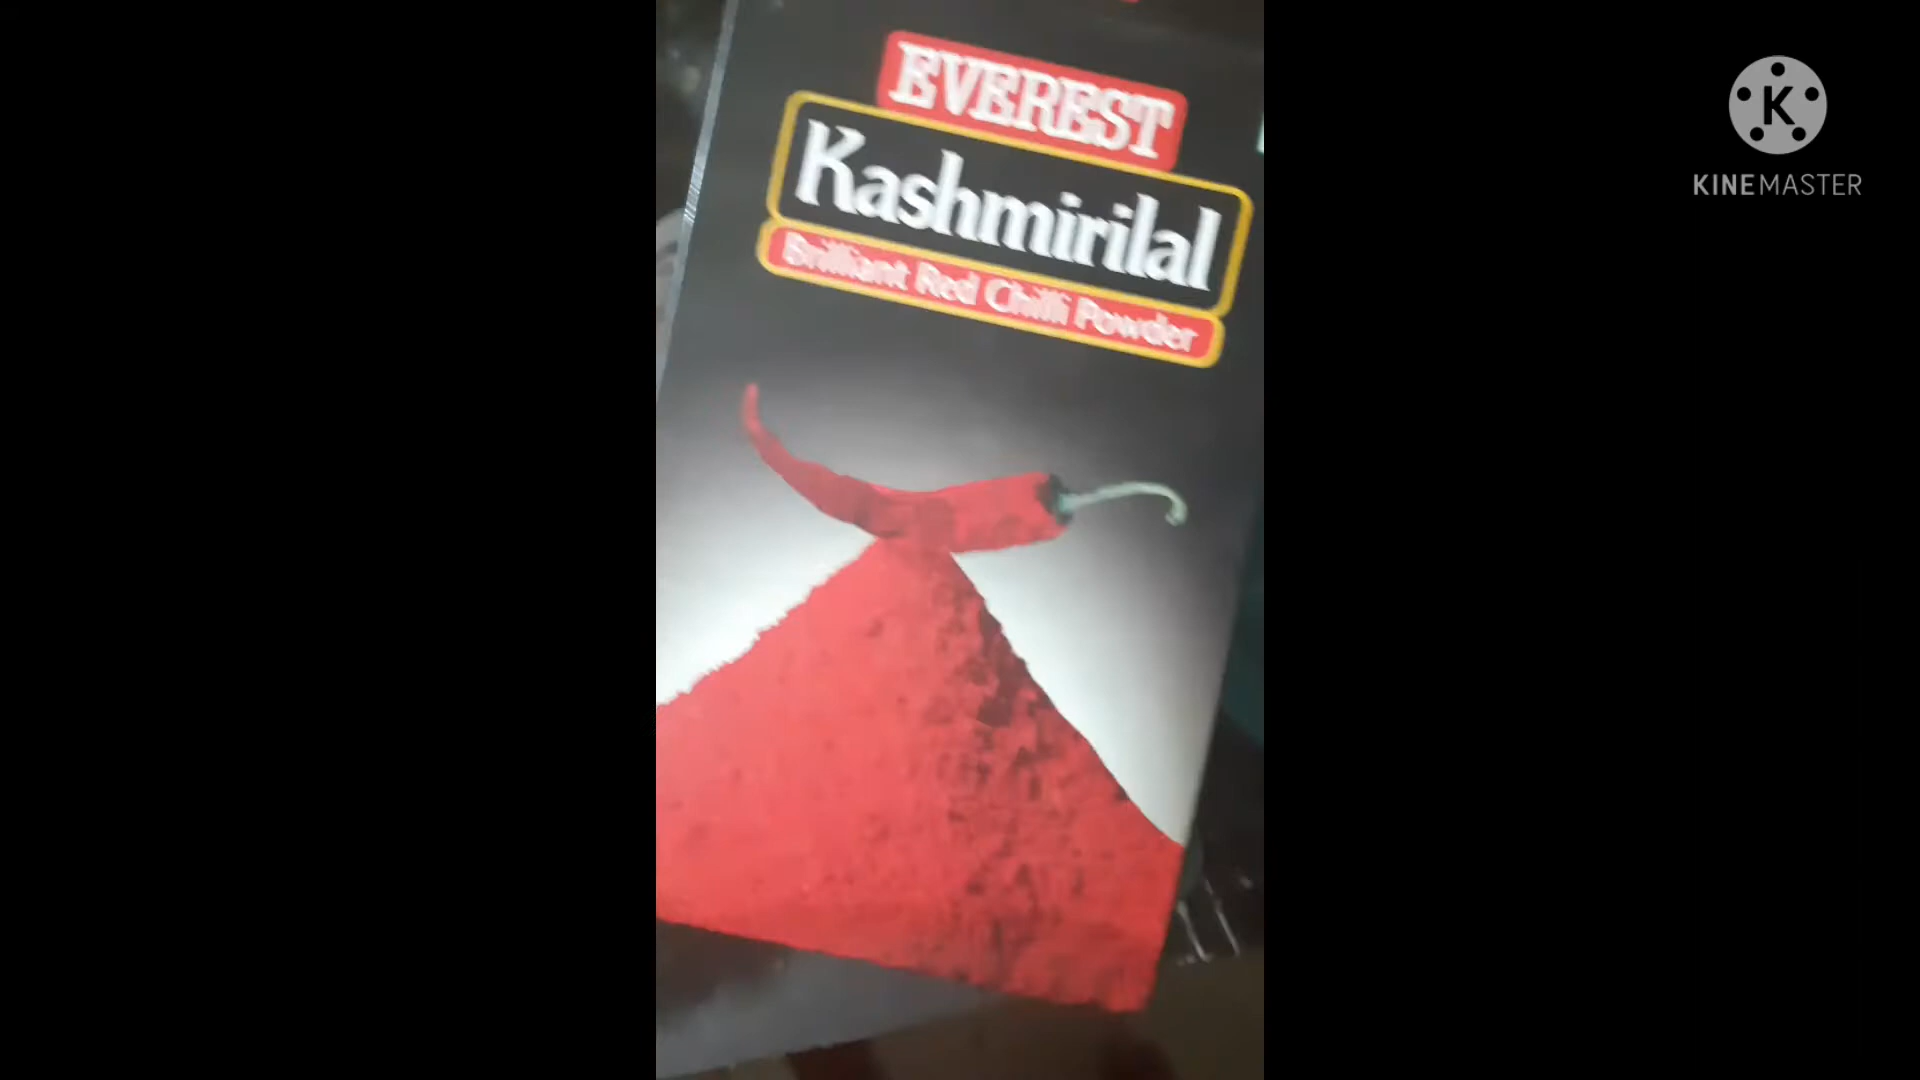 EVEREST
Kashmirilal
Brilliant Red Chilli Powder
K
KINEMASTER